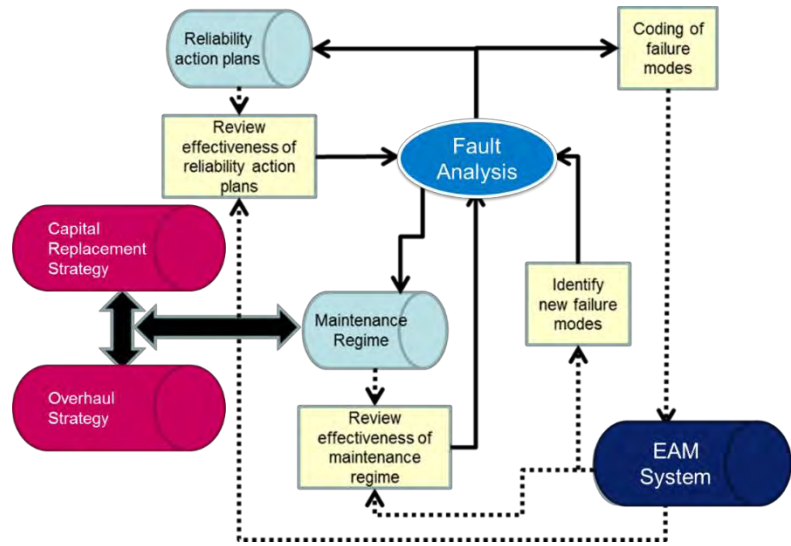 Reliability
action plans
Coding of
failure
modes
Review
effectiveness of
reliability action
plans
Fault
Analysis
Capital
Replacement
Strategy
Identify
new failure
modes
Maintenance
Regime
Overhaul
Strategy
Review
effectiveness of
maintenance
regime
EAM
System